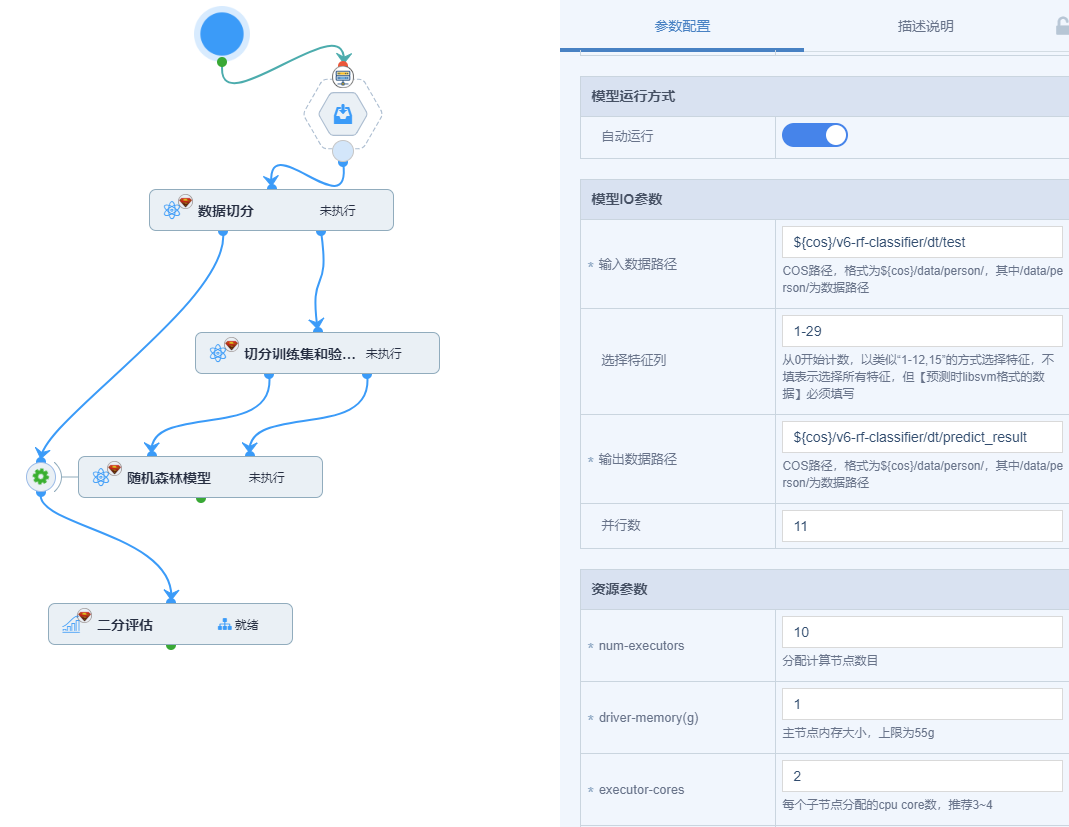 数据切分
未执行
切分训练集和验...
未执行
随机森林模型
未执行
二分评估
就绪
参数配置
描述说明
模型运行方式
自动运行
模型IO参数
* 输入数据路径
${cos}/v6-rf-classifier/dt/test
COS路径，格式为${cos}/data/person/，其中/data/pe
rson/为数据路径
选择特征列
1-29
从0开始计数，以类似“1-12,15”的方式选择特征，不
填表示选择所有特征，但【预测时libsvm格式的数
据】必须填写
* 输出数据路径
${cos}/v6-rf-classifier/dt/predict_result
COS路径，格式为${cos}/data/person/，其中/data/pe
rson/为数据路径
并行数
11
资源参数
* num-executors
10
分配计算节点数目
* driver-memory(g)
1
主节点内存大小，上限为55g
* executor-cores
2
每个子节点分配的cpu core数，推荐3~4